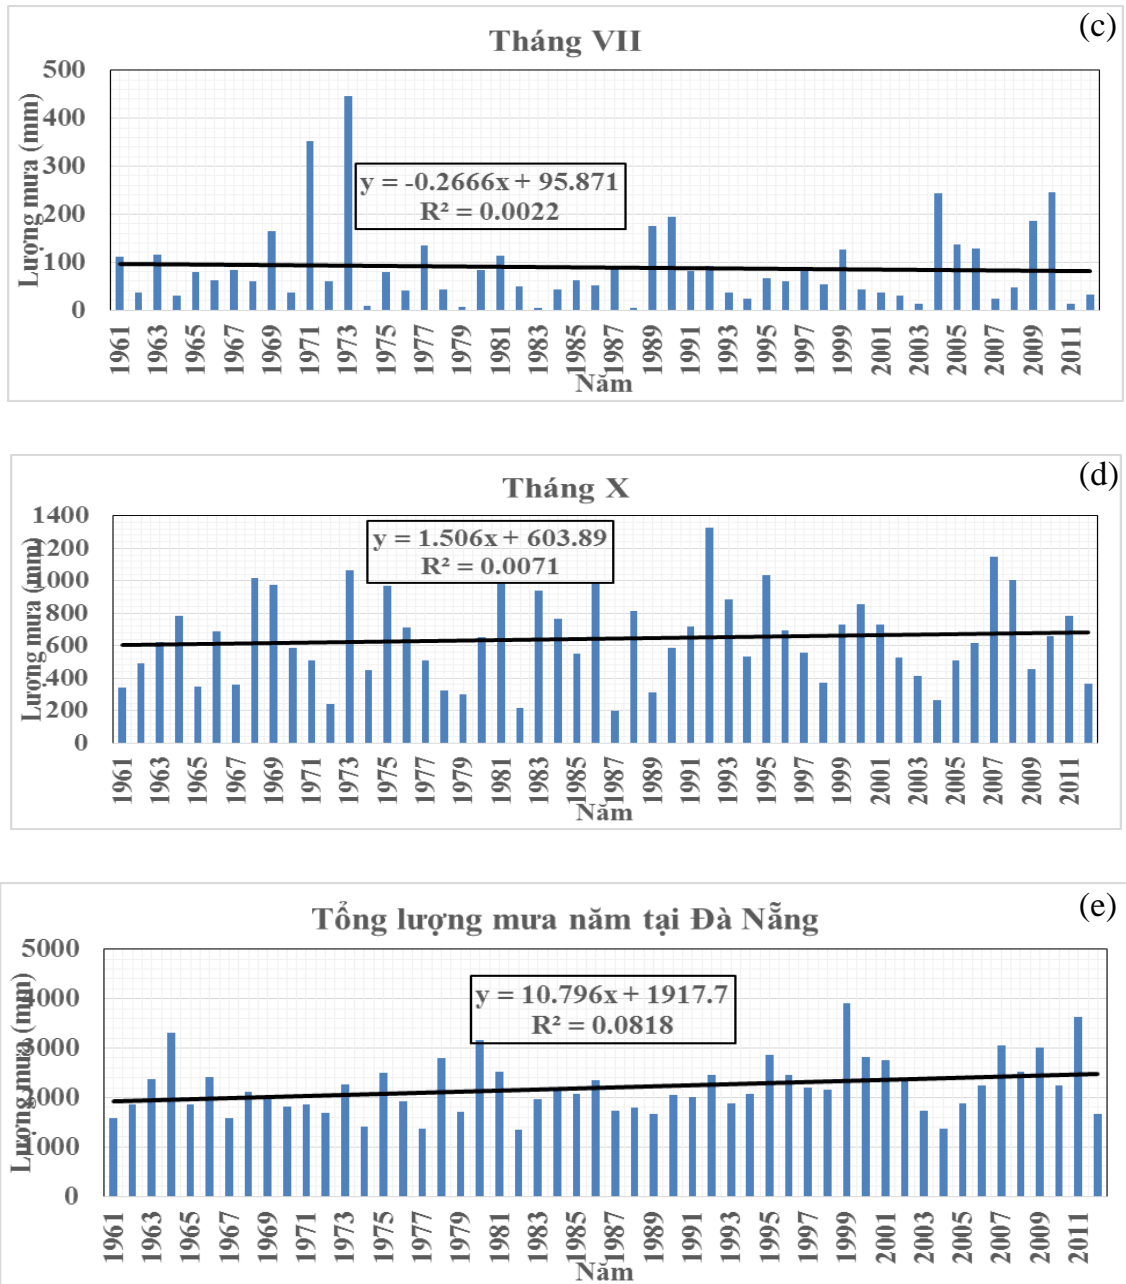 (c)
Tháng VII
Lượng mưa (mm)
500
400
300
200
100
0
y = -0.2666x + 95.871
R² = 0.0022
1961 1963 1965 1967 1969 1971 1973 1975 1977 1979 1981 1983 1985 1987 1989 1991 1993 1995 1997 1999 2001 2003 2005 2007 2009 2011
Năm
(d)
Tháng X
Lượng mưa (mm)
1400
1200
1000
800
600
400
200
0
y = 1.506x + 603.89
R² = 0.0071
1961 1963 1965 1967 1969 1971 1973 1975 1977 1979 1981 1983 1985 1987 1989 1991 1993 1995 1997 1999 2001 2003 2005 2007 2009 2011
Năm
(e)
Tổng lượng mưa năm tại Đà Nẵng
Lượng mưa (mm)
5000
4000
3000
2000
1000
0
y = 10.796x + 1917.7
R² = 0.0818
1961 1963 1965 1967 1969 1971 1973 1975 1977 1979 1981 1983 1985 1987 1989 1991 1993 1995 1997 1999 2001 2003 2005 2007 2009 2011
Năm